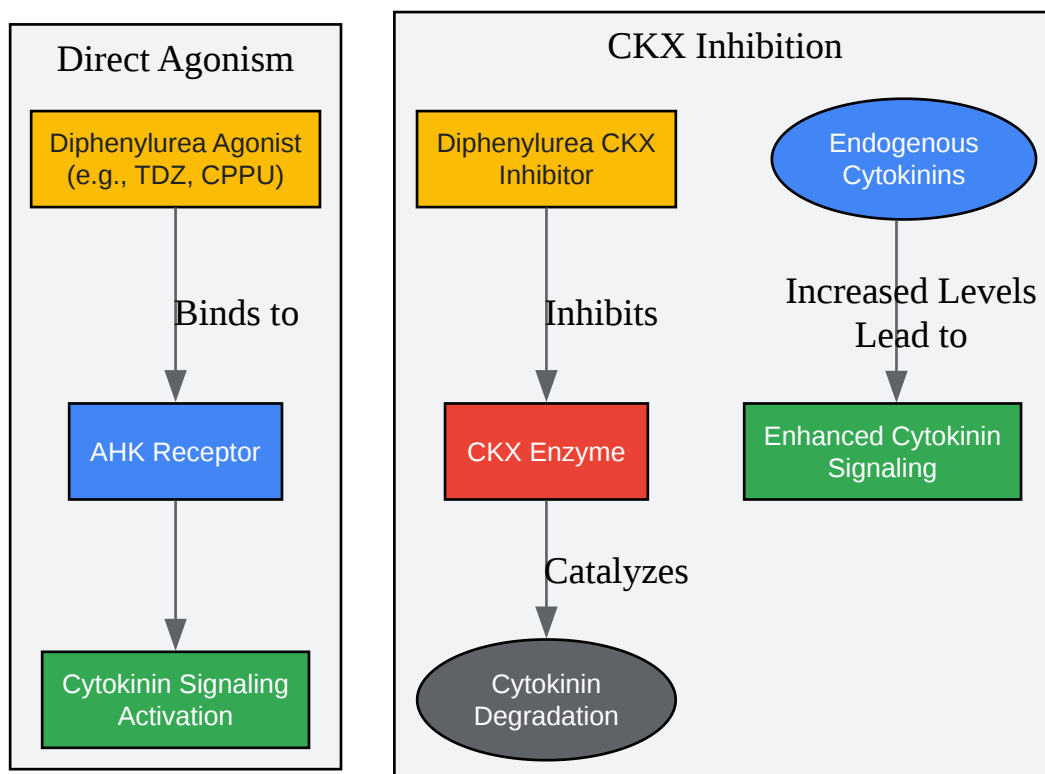 Direct Agonism
Diphenylurea Agonist
(e.g., TDZ, CPPU)
Binds to
AHK Receptor
Cytokinin Signaling
Activation
CKX Inhibition
Diphenylurea CKX
Inhibitor
Inhibits
CKX Enzyme
Catalyzes
Cytokinin
Degradation
Endogenous
Cytokinins
Increased Levels
Lead to
Enhanced Cytokinin
Signaling